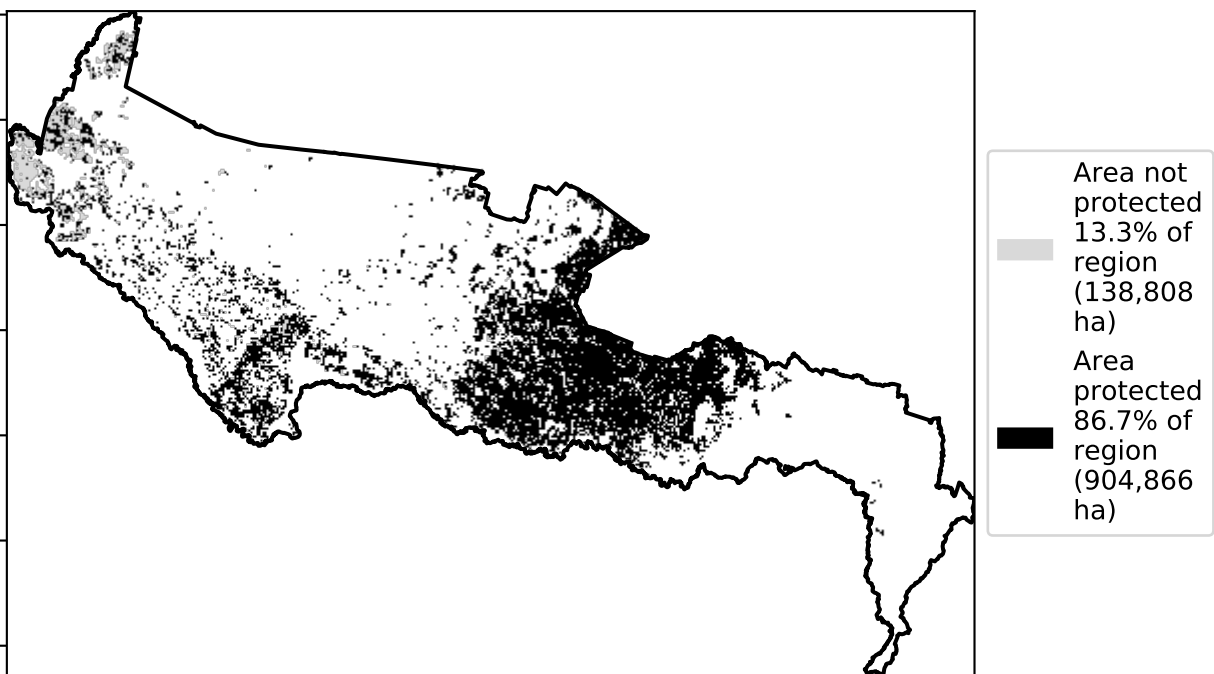 Area not
protected
13.3% of
region
(138,808
ha)
Area
protected
86.7% of
region
(904,866
ha)